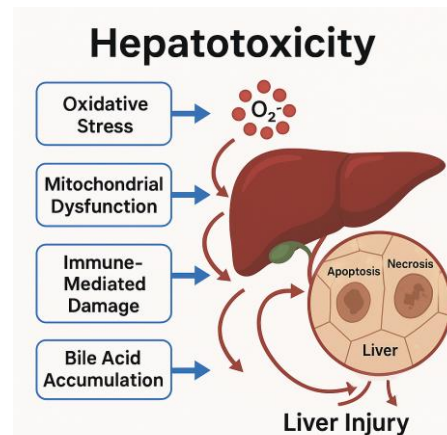 Hepatotoxicity
Oxidative
Stress
O₂⁻
Mitochondrial
Dysfunction
Immune-
Mediated
Damage
Bile Acid
Accumulation
Apoptosis
Necrosis
Liver
Liver Injury